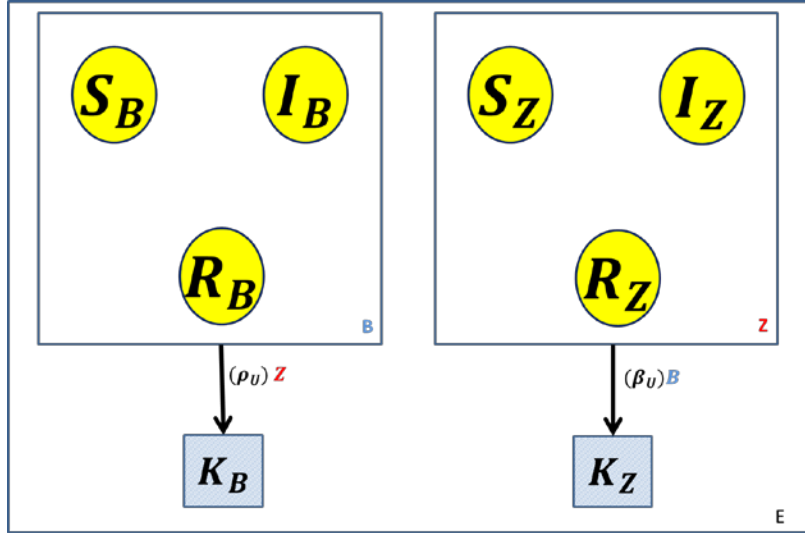 S_B I_B S_Z I_Z
R_B R_Z
B Z
(ρ_U) Z (β_U)B
K_B K_Z
E